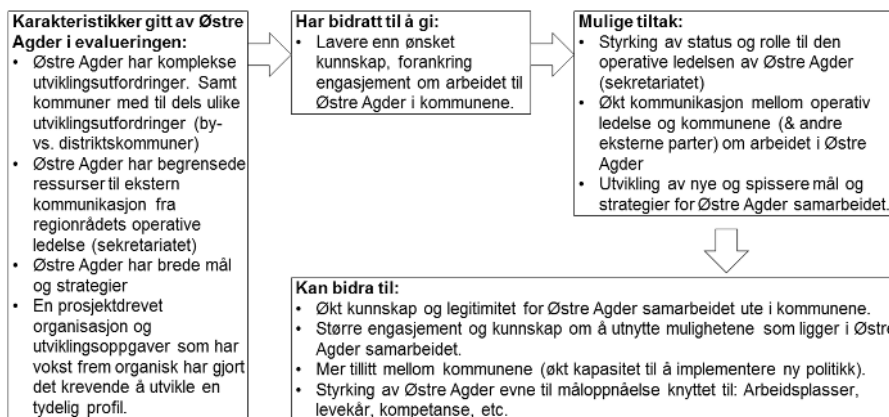 Karakteristikker gitt av Østre
Agder i evalueringen:
• Østre Agder har komplekse
utviklingsutfordringer. Samt
kommuner med til dels ulike
utviklingsutfordringer (by-
vs. distriktskommuner)
• Østre Agder har begrensede
ressurser til ekstern
kommunikasjon fra
regionrådets operative
ledelse (sekretariatet)
• Østre Agder har brede mål
og strategier
• En prosjektdrevet
organisasjon og
utviklingsoppgaver som har
vokst frem organisk har gjort
det krevende å utvikle en
tydelig profil.
Har bidratt til å gi:
• Lavere enn ønsket
kunnskap, forankring
engasjement om arbeidet til
Østre Agder i kommunene.
Mulige tiltak:
• Styrking av status og rolle til den
operative ledelsen av Østre Agder
(sekretariatet)
• Økt kommunikasjon mellom operativ
ledelse og kommunene (& andre
eksterne parter) om arbeidet i Østre
Agder
• Utvikling av nye og spissere mål og
strategier for Østre Agder samarbeidet.
Kan bidra til:
• Økt kunnskap og legitimitet for Østre Agder samarbeidet ute i kommunene.
• Større engasjement og kunnskap om å utnytte mulighetene som ligger i Østre
Agder samarbeidet.
• Mer tillitt mellom kommunene (økt kapasitet til å implementere ny politikk).
• Styrking av Østre Agder evne til måloppnåelse knyttet til: Arbeidsplasser,
levekår, kompetanse, etc.